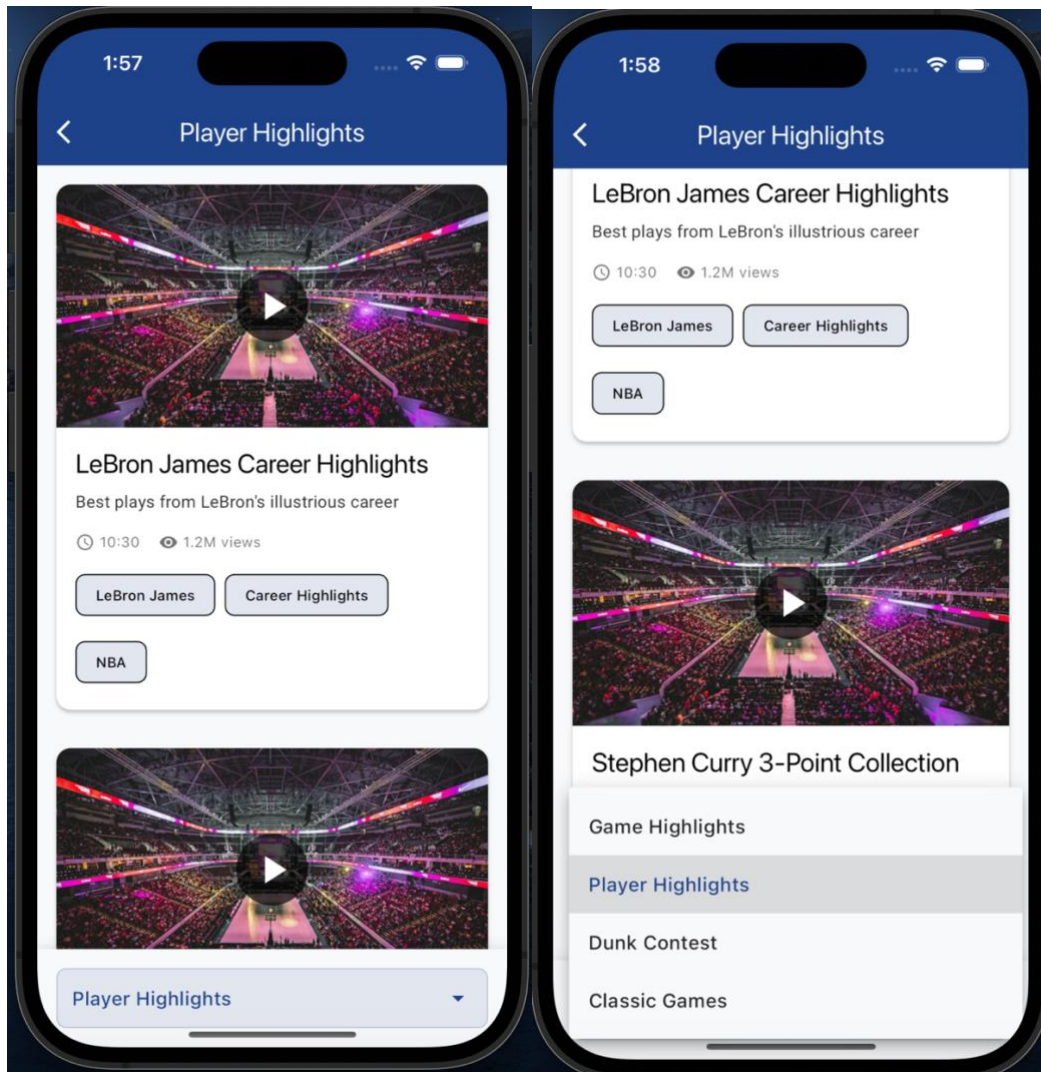 1:57
Player Highlights
LeBron James Career Highlights
Best plays from LeBron's illustrious career
10:30 1.2M views
LeBron James Career Highlights
NBA
Player Highlights
1:58
Player Highlights
LeBron James Career Highlights
Best plays from LeBron's illustrious career
10:30 1.2M views
LeBron James Career Highlights
NBA
Stephen Curry 3-Point Collection
Game Highlights
Player Highlights
Dunk Contest
Classic Games